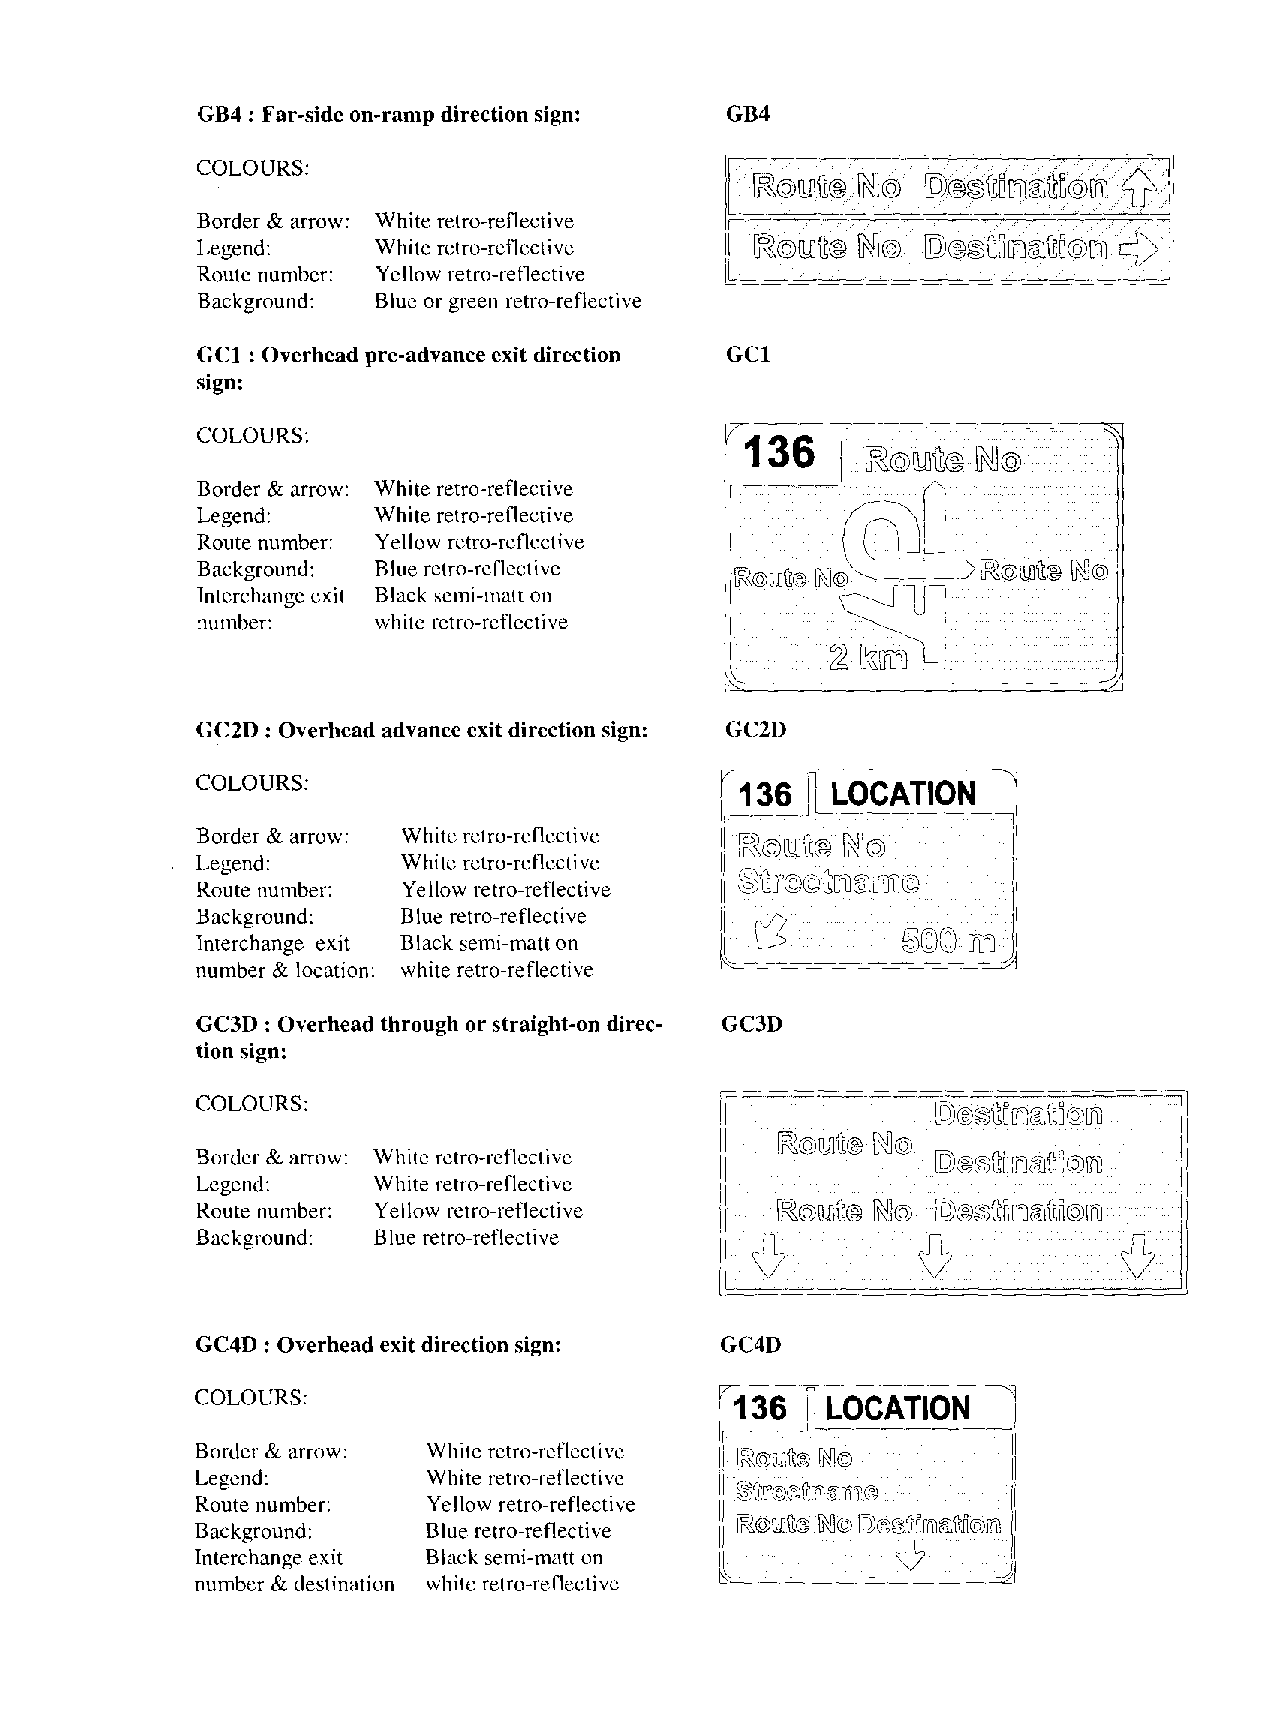 GB4 : Far-side on-ramp direction sign:
GB4
COLOURS:
Border & arrow: White retro-reflective
Legend: White retro-reflective
Route number: Yellow retro-reflective
Background: Blue or green retro-reflective
Route No Destination
Route No Destination
GC1 : Overhead pre-advance exit direction
sign:
GC1
COLOURS:
Border & arrow: White retro-reflective
Legend: White retro-reflective
Route number: Yellow retro-reflective
Background: Blue retro-reflective
Interchange exit Black semi-matt on
number: white retro-reflective
136 Route No
Route No Route No
2 km
GC2D : Overhead advance exit direction sign:
GC2D
COLOURS:
Border & arrow: White retro-reflective
Legend: White retro-reflective
Route number: Yellow retro-reflective
Background: Blue retro-reflective
Interchange exit Black semi-matt on
number & location: white retro-reflective
136 LOCATION
Route No
Streetname
500 m
GC3D : Overhead through or straight-on direc-
tion sign:
GC3D
COLOURS:
Border & arrow: White retro-reflective
Legend: White retro-reflective
Route number: Yellow retro-reflective
Background: Blue retro-reflective
Destination
Route No
Destination
Route No Destination
GC4D : Overhead exit direction sign:
GC4D
COLOURS:
Border & arrow: White retro-reflective
Legend: White retro-reflective
Route number: Yellow retro-reflective
Background: Blue retro-reflective
Interchange exit Black semi-matt on
number & destination white retro-reflective
136 LOCATION
Route No
Streetname
Route No Destination